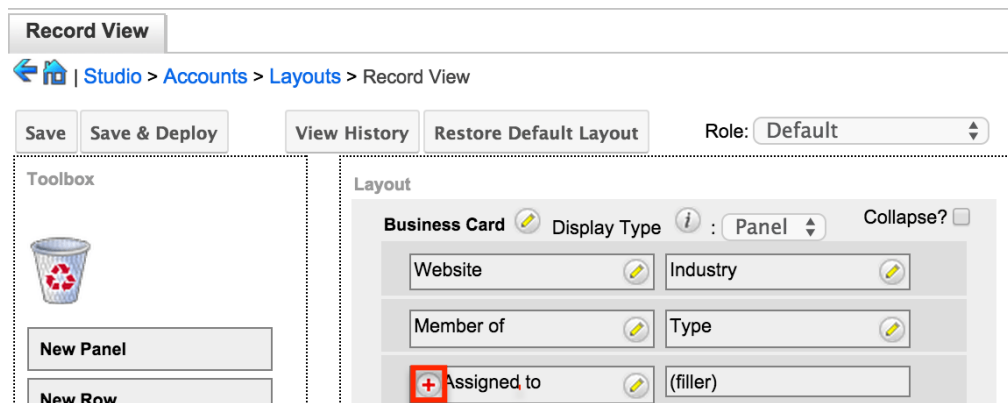 Record View
| Studio > Accounts > Layouts > Record View
Save Save & Deploy View History Restore Default Layout Role: Default
Toolbox
Layout
Business Card Display Type i : Panel Collapse?
Website Industry
Member of Type
New Panel
+ Assigned to (filler)
New Row